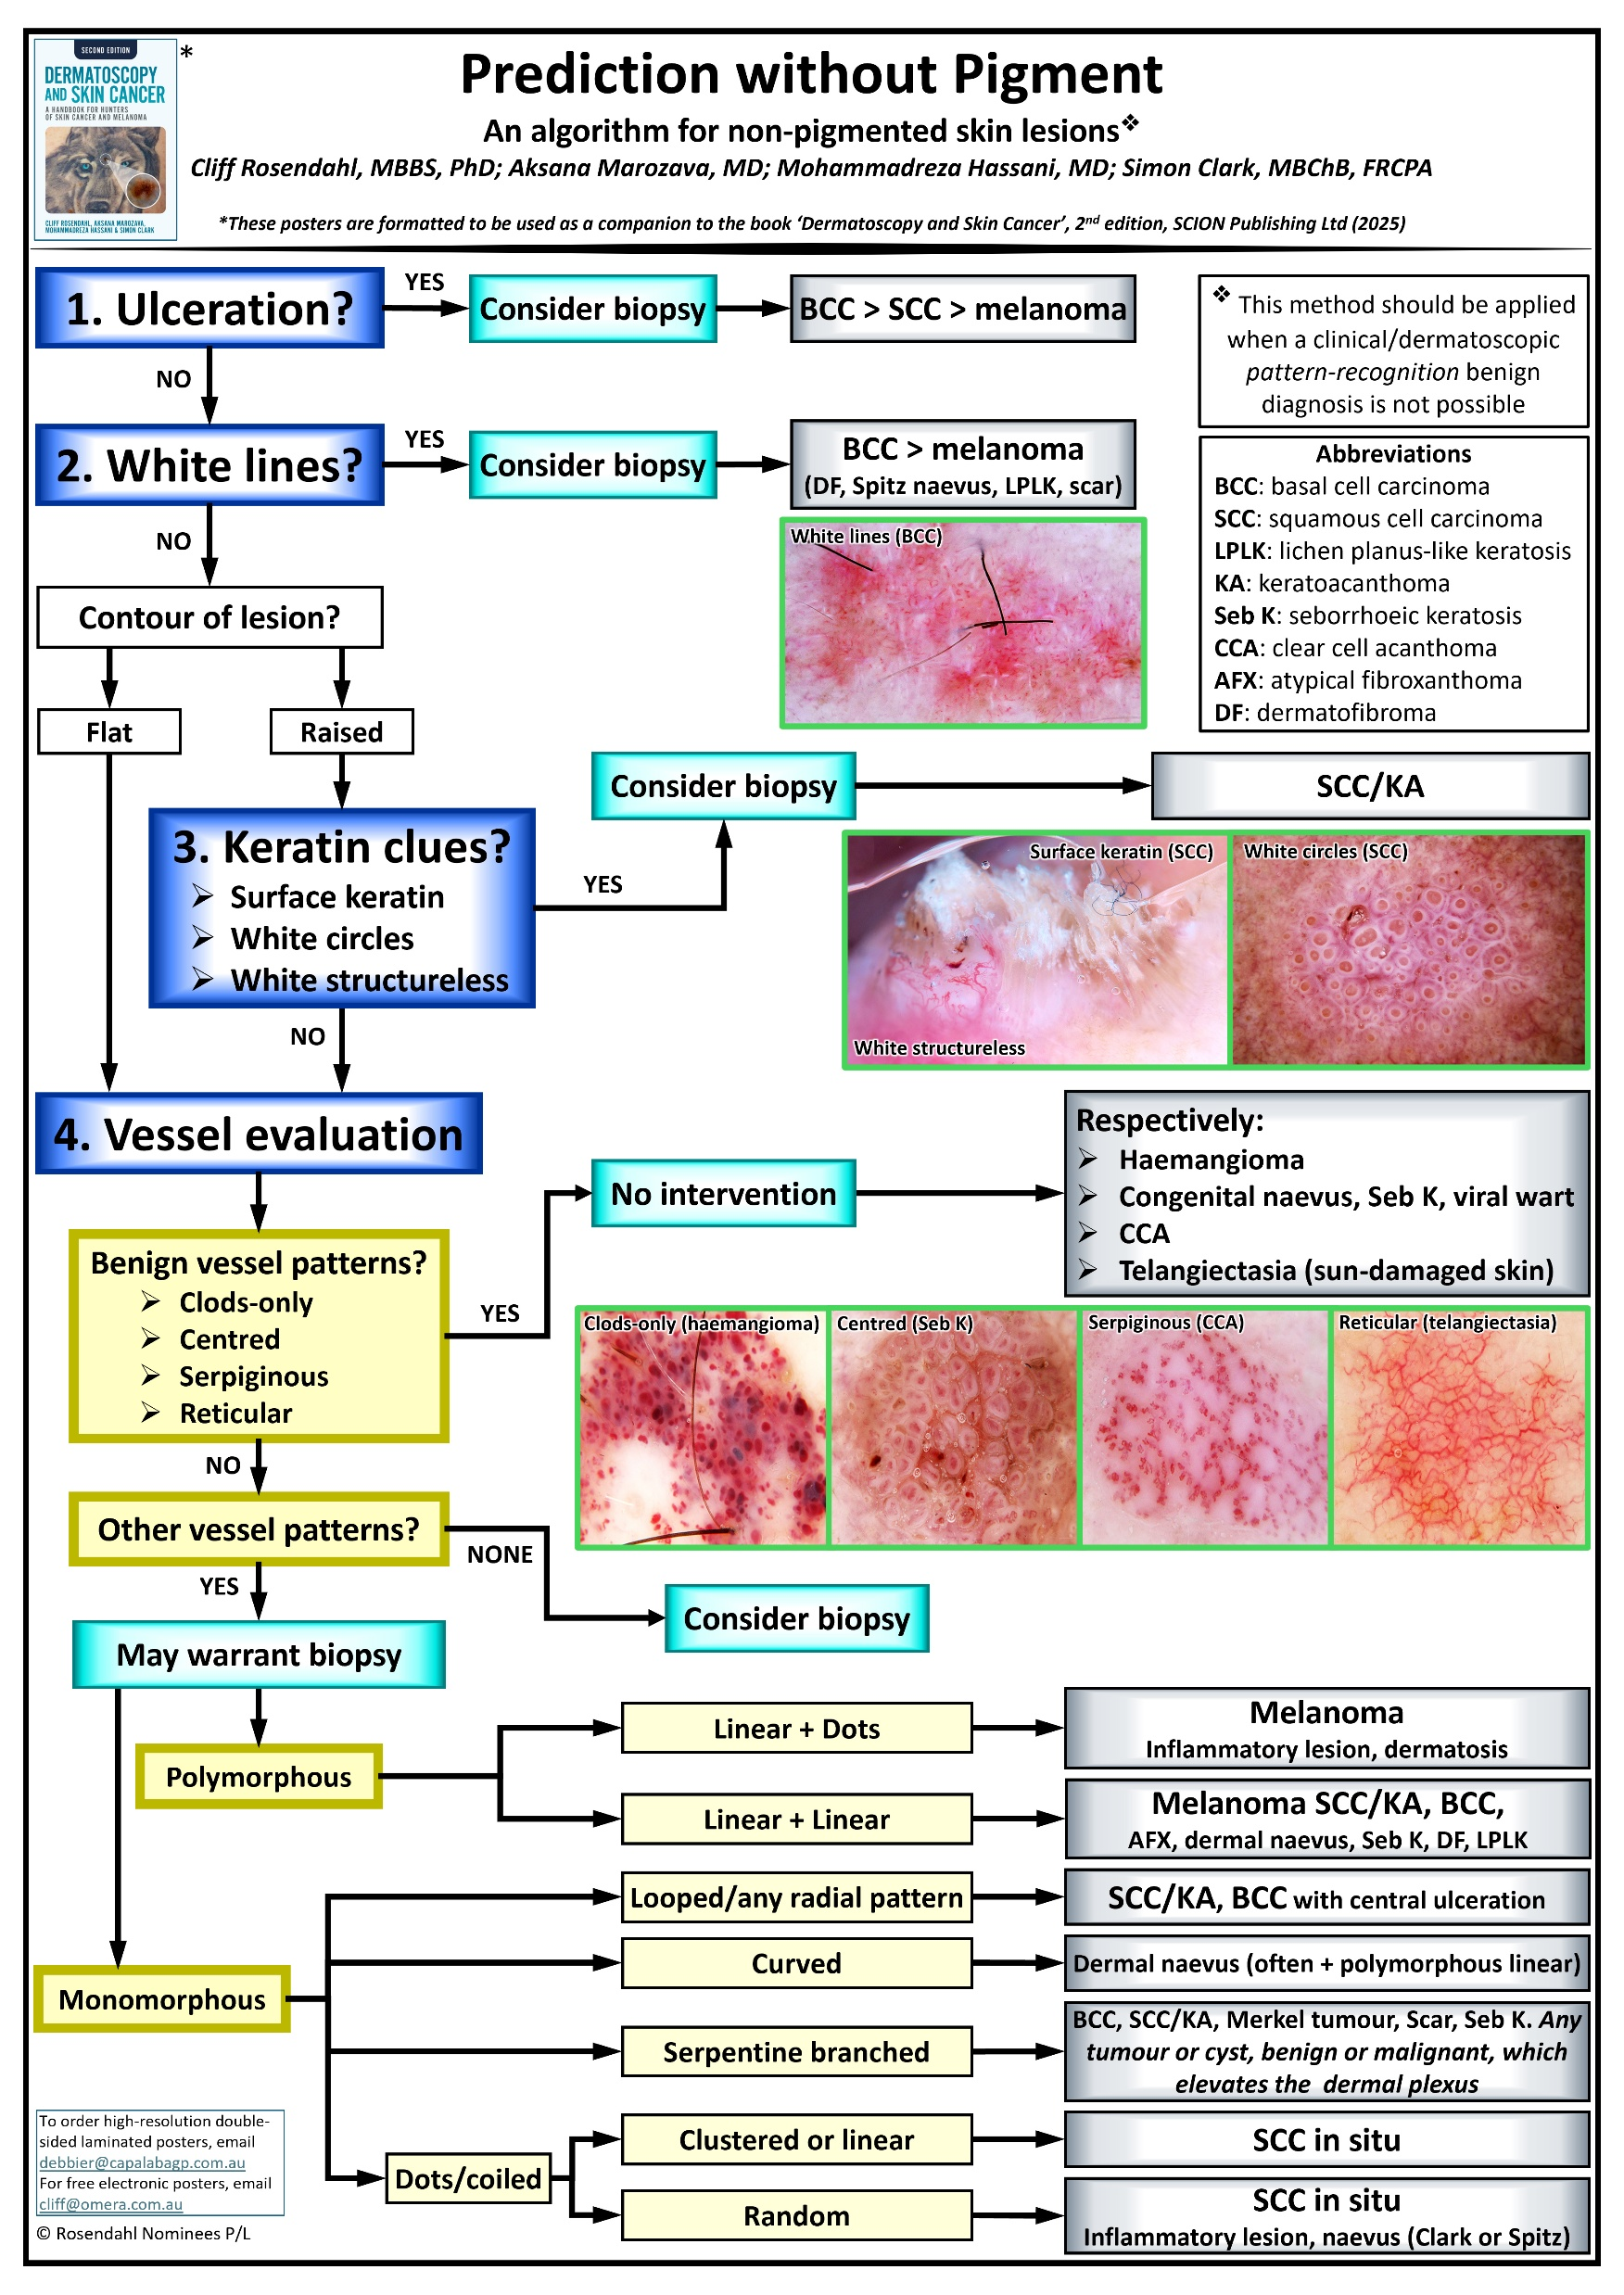 SECOND EDITION
DERMATOSCOPY
AND SKIN CANCER
A HANDBOOK FOR HUNTERS
OF SKIN CANCER AND MELANOMA
CLIFF ROSENDAHL, AKSANA MAROZAVA,
MOHAMMADREZA HASSANI & SIMON CLARK
*
Prediction without Pigment
An algorithm for non-pigmented skin lesions❖
Cliff Rosendahl, MBBS, PhD; Aksana Marozava, MD; Mohammadreza Hassani, MD; Simon Clark, MBChB, FRCPA
*These posters are formatted to be used as a companion to the book ‘Dermatoscopy and Skin Cancer’, 2nd edition, SCION Publishing Ltd (2025)
1. Ulceration?
YES
Consider biopsy
BCC > SCC > melanoma
❖ This method should be applied
when a clinical/dermatoscopic
pattern-recognition benign
diagnosis is not possible
NO
2. White lines?
YES
Consider biopsy
BCC > melanoma
(DF, Spitz naevus, LPLK, scar)
Abbreviations
BCC: basal cell carcinoma
SCC: squamous cell carcinoma
LPLK: lichen planus-like keratosis
KA: keratoacanthoma
Seb K: seborrhoeic keratosis
CCA: clear cell acanthoma
AFX: atypical fibroxanthoma
DF: dermatofibroma
White lines (BCC)
NO
Contour of lesion?
Flat
Raised
3. Keratin clues?
➢ Surface keratin
➢ White circles
➢ White structureless
YES
Consider biopsy
SCC/KA
Surface keratin (SCC)
White structureless
White circles (SCC)
NO
4. Vessel evaluation
Benign vessel patterns?
➢ Clods-only
➢ Centred
➢ Serpiginous
➢ Reticular
YES
No intervention
Respectively:
➢ Haemangioma
➢ Congenital naevus, Seb K, viral wart
➢ CCA
➢ Telangiectasia (sun-damaged skin)
Clods-only (haemangioma)
Centred (Seb K)
Serpiginous (CCA)
Reticular (telangiectasia)
NO
Other vessel patterns?
NONE
Consider biopsy
YES
May warrant biopsy
Polymorphous
Linear + Dots
Melanoma
Inflammatory lesion, dermatosis
Linear + Linear
Melanoma SCC/KA, BCC,
AFX, dermal naevus, Seb K, DF, LPLK
Monomorphous
Looped/any radial pattern
SCC/KA, BCC with central ulceration
Curved
Dermal naevus (often + polymorphous linear)
Serpentine branched
BCC, SCC/KA, Merkel tumour, Scar, Seb K. Any
tumour or cyst, benign or malignant, which
elevates the dermal plexus
Dots/coiled
Clustered or linear
SCC in situ
Random
SCC in situ
Inflammatory lesion, naevus (Clark or Spitz)
To order high-resolution double-
sided laminated posters, email
debbier@capalabagp.com.au
For free electronic posters, email
cliff@omera.com.au
© Rosendahl Nominees P/L